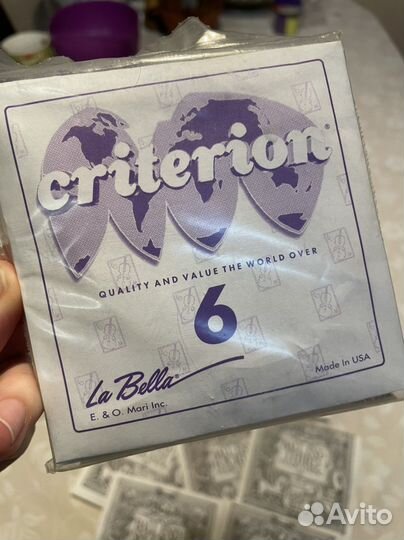 criterion®
QUALITY AND VALUE THE WORLD OVER
6
La Bella®
E. & O. Mari Inc.
Made In USA
Avito